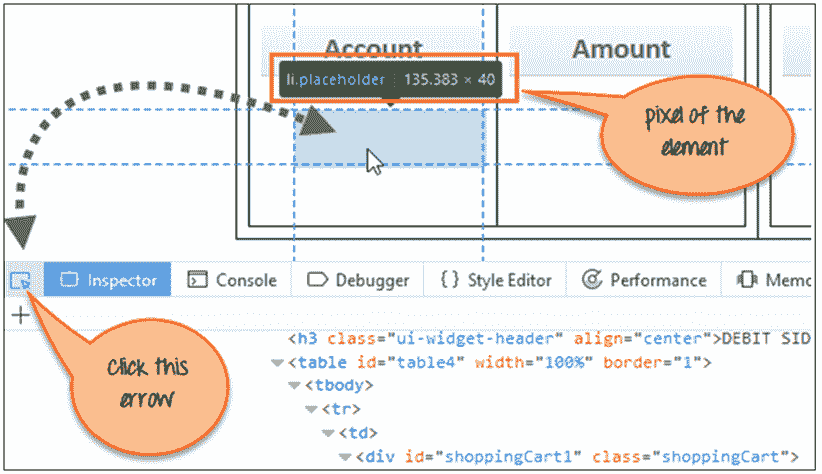 Account
Amount
li.placeholder 135.383 × 40
pixel of the
element
Inspector
Console
Debugger
{ } Style Editor
Performance
Memo
+
<h3 class="ui-widget-header" align="center">DEBIT SID
<table id="table4" width="100%" border="1">
<tbody>
<tr>
<td>
<div id="shoppingCart1" class="shoppingCart">
Click this
errow